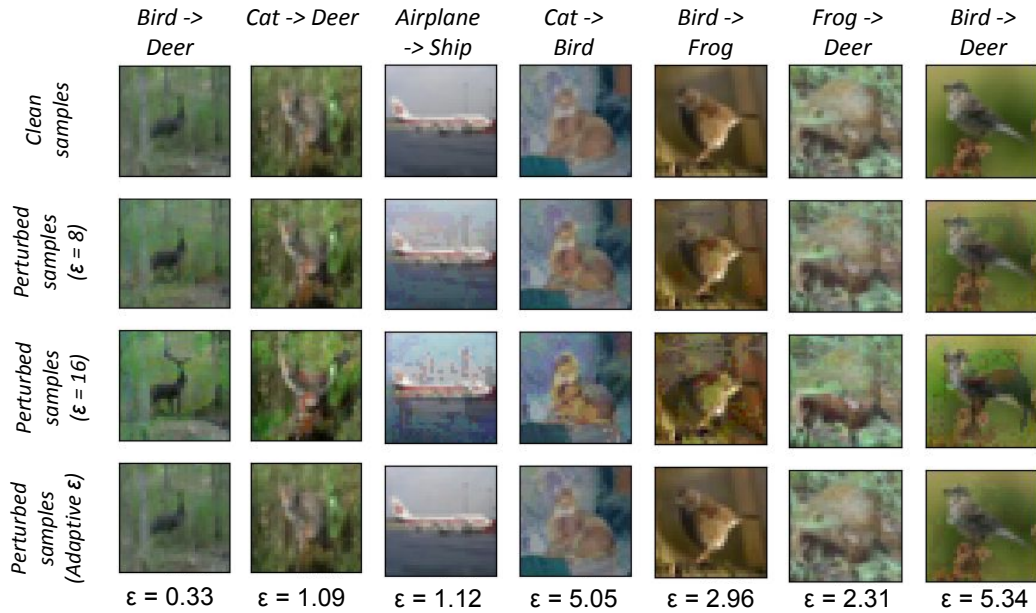 Bird ->
Deer
Cat -> Deer
Airplane
-> Ship
Cat ->
Bird
Bird ->
Frog
Frog ->
Deer
Bird ->
Deer
Clean
samples
Perturbed
samples
(ε = 8)
Perturbed
samples
(ε = 16)
Perturbed
samples
(Adaptive ε)
ε = 0.33
ε = 1.09
ε = 1.12
ε = 5.05
ε = 2.96
ε = 2.31
ε = 5.34